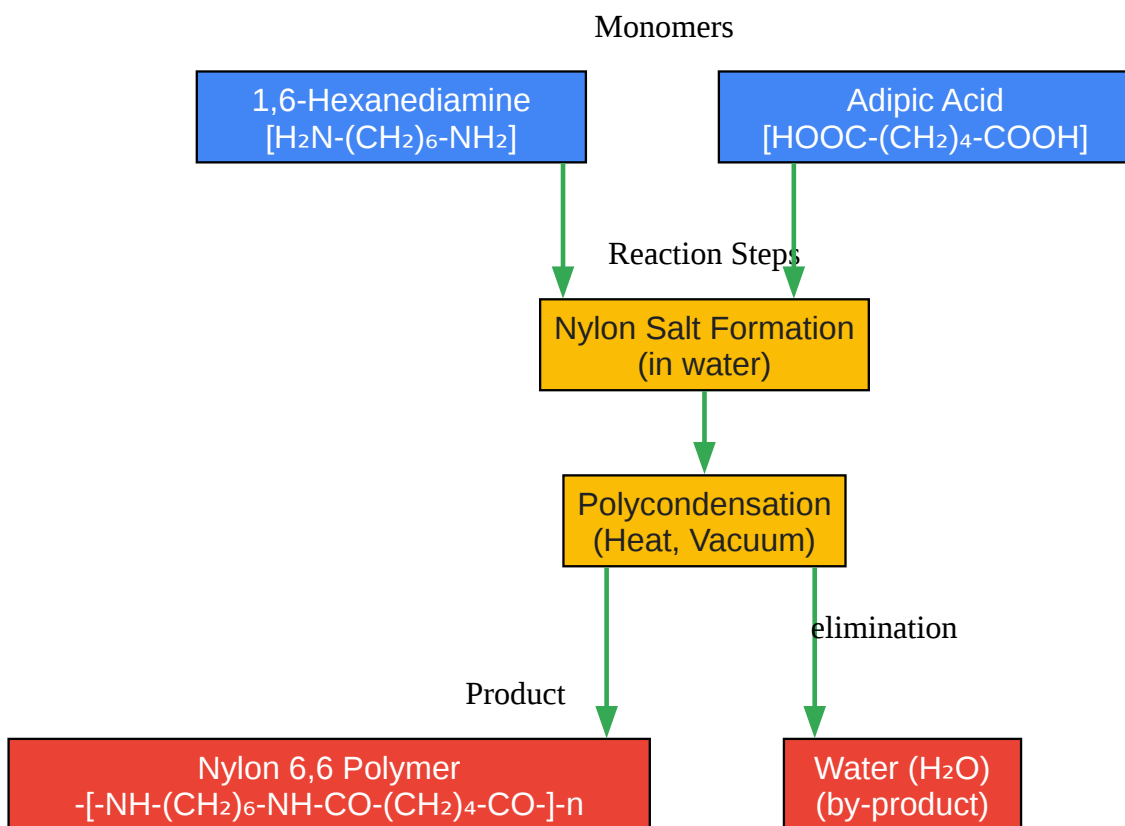 Monomers
1,6-Hexanediamine
[H₂N-(CH₂)₆-NH₂]
Adipic Acid
[HOOC-(CH₂)₄-COOH]
Reaction Steps
Nylon Salt Formation
(in water)
Polycondensation
(Heat, Vacuum)
elimination
Product
Nylon 6,6 Polymer
-[-NH-(CH₂)₆-NH-CO-(CH₂)₄-CO-]-n
Water (H₂O)
(by-product)